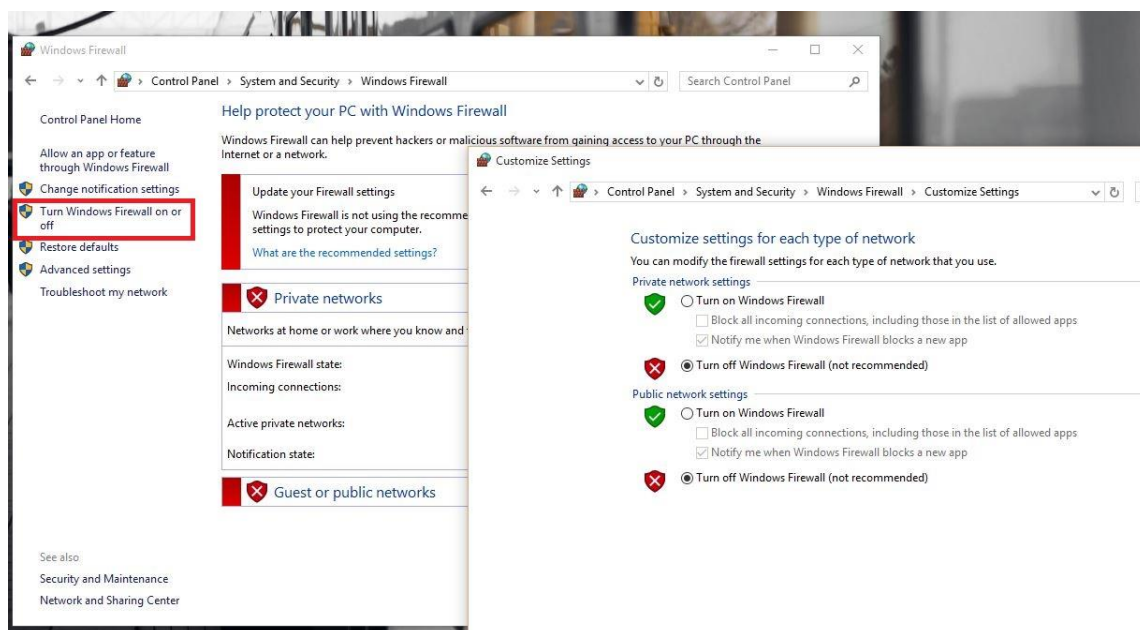 Windows Firewall
Control Panel > System and Security > Windows Firewall
Search Control Panel
Control Panel Home
Allow an app or feature
through Windows Firewall
Change notification settings
Turn Windows Firewall on or
off
Restore defaults
Advanced settings
Troubleshoot my network
See also
Security and Maintenance
Network and Sharing Center
Help protect your PC with Windows Firewall
Windows Firewall can help prevent hackers or malicious software from gaining access to your PC through the
Internet or a network.
Update your Firewall settings
Windows Firewall is not using the recomme
settings to protect your computer.
What are the recommended settings?
Private networks
Networks at home or work where you know and
Windows Firewall state:
Incoming connections:
Active private networks:
Notification state:
Guest or public networks
Customize Settings
Control Panel > System and Security > Windows Firewall > Customize Settings
Customize settings for each type of network
You can modify the firewall settings for each type of network that you use.
Private network settings
Turn on Windows Firewall
Block all incoming connections, including those in the list of allowed apps
Notify me when Windows Firewall blocks a new app
Turn off Windows Firewall (not recommended)
Public network settings
Turn on Windows Firewall
Block all incoming connections, including those in the list of allowed apps
Notify me when Windows Firewall blocks a new app
Turn off Windows Firewall (not recommended)